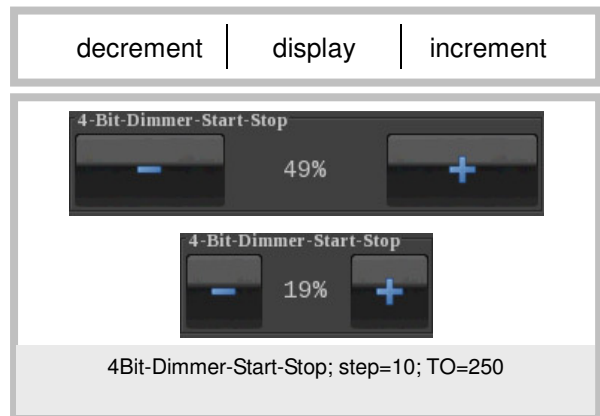 decrement display increment
4-Bit-Dimmer-Start-Stop
- 49% +
4-Bit-Dimmer-Start-Stop
- 19% +
4Bit-Dimmer-Start-Stop; step=10; TO=250